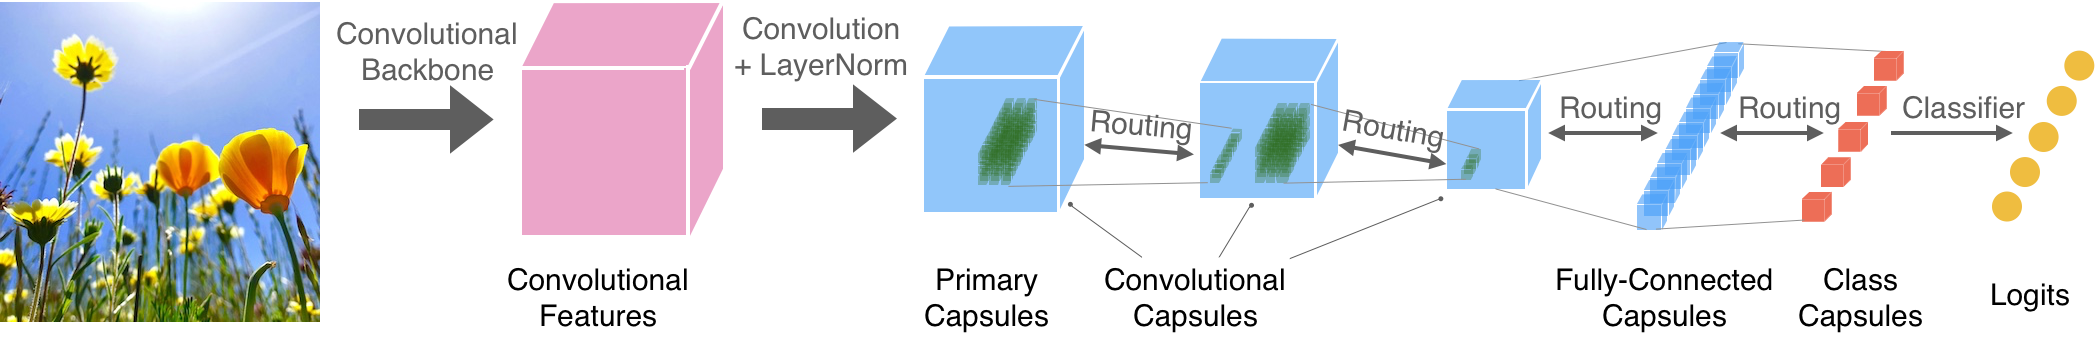 Convolutional
Backbone
Convolution
+ LayerNorm
Routing
Routing
Routing
Routing
Classifier
Convolutional
Features
Primary
Capsules
Convolutional
Capsules
Fully-Connected
Capsules
Class
Capsules
Logits